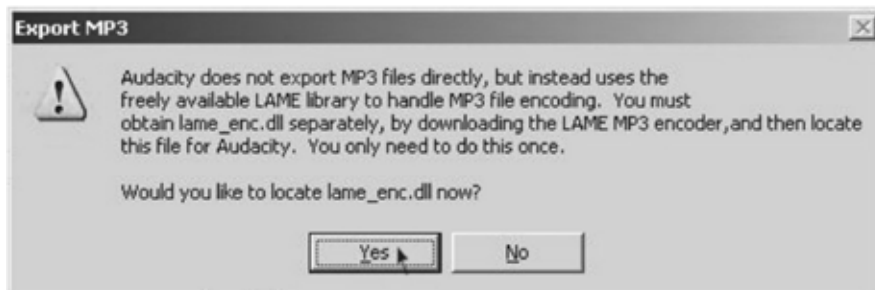 Export MP3
Audacity does not export MP3 files directly, but instead uses the
freely available LAME library to handle MP3 file encoding. You must
obtain lame_enc.dll separately, by downloading the LAME MP3 encoder,and then locate
this file for Audacity. You only need to do this once.
Would you like to locate lame_enc.dll now?
Yes
No